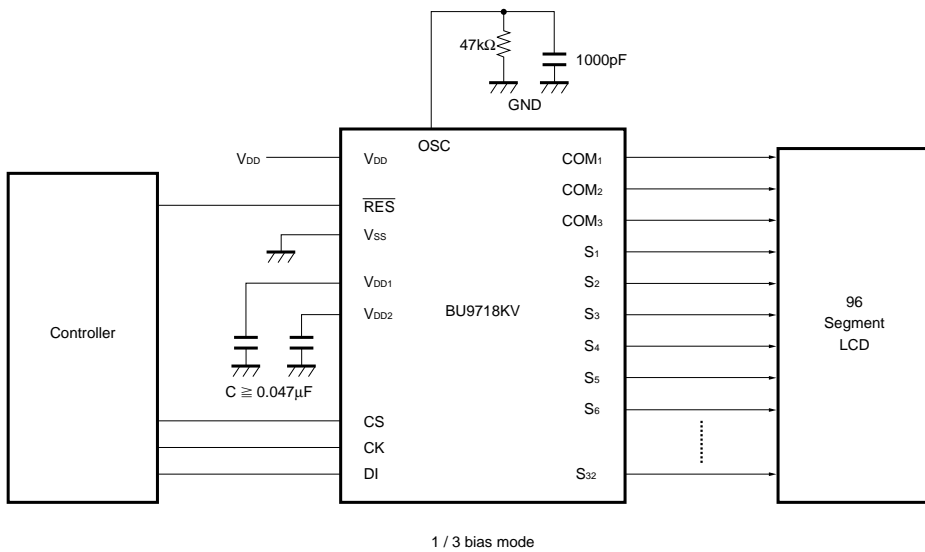 47kΩ
1000pF
GND
OSC
VDD
VDD
RES
VSS
VDD1
VDD2
C ≧ 0.047μF
CS
CK
DI
Controller
BU9718KV
COM1
COM2
COM3
S1
S2
S3
S4
S5
S6
S32
96
Segment
LCD
1 / 3 bias mode